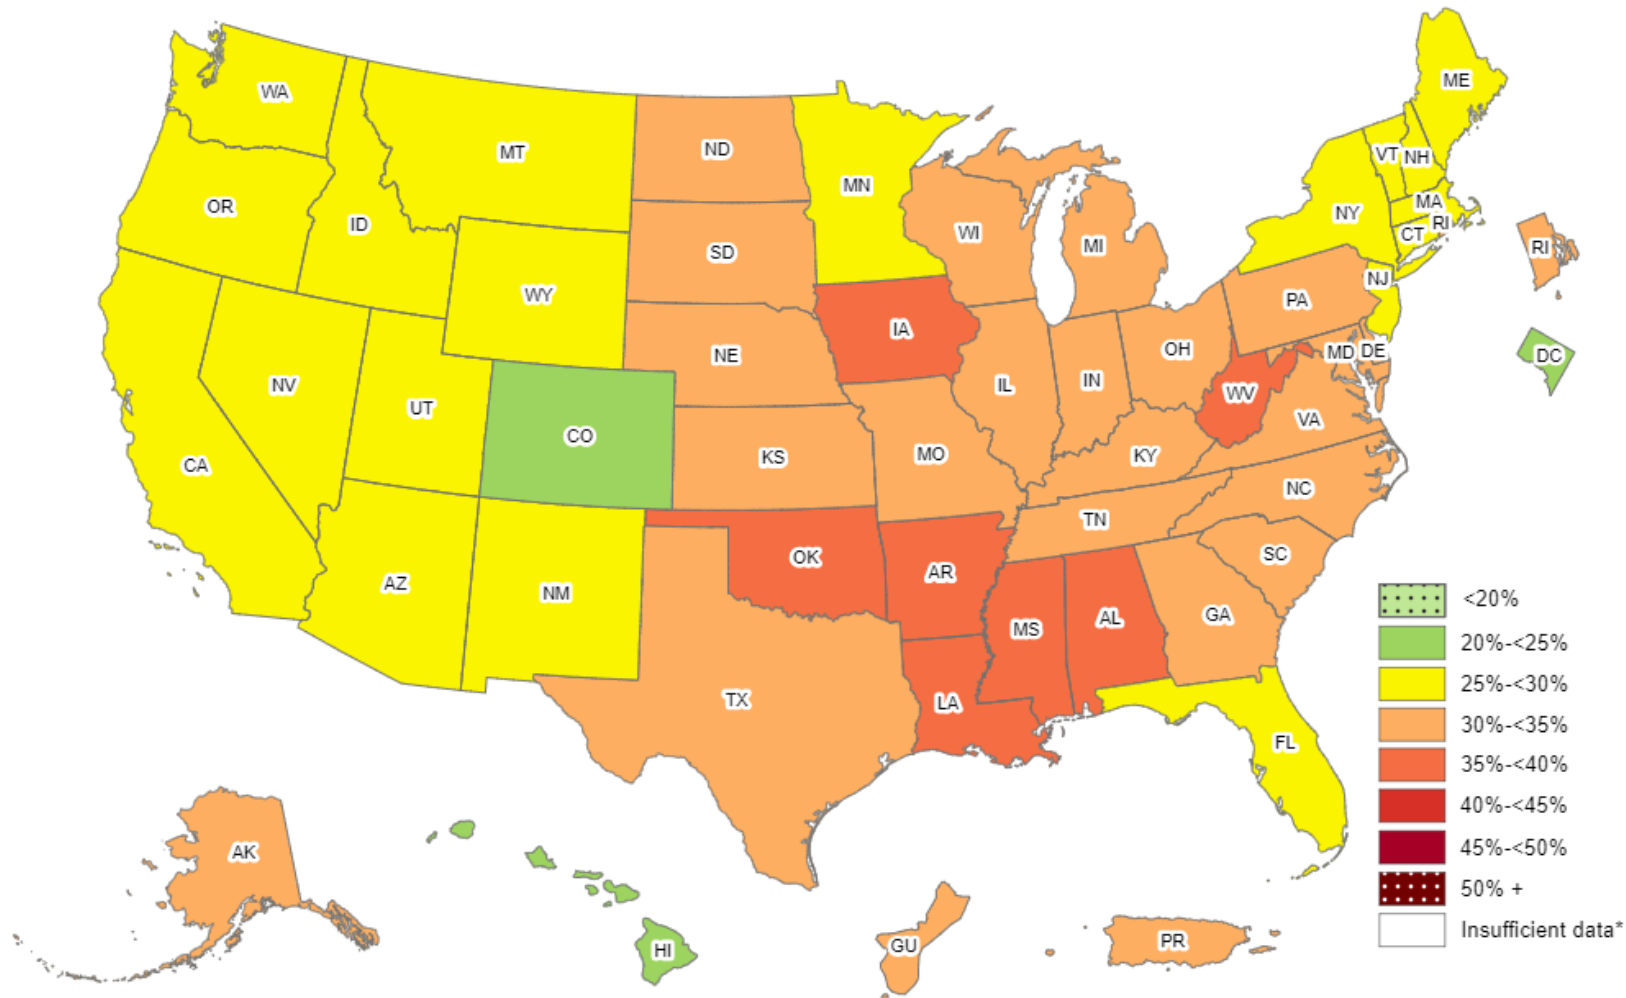 WA
MT
ND
MN
ME
VT
NH
OR
ID
SD
WI
MI
NY
MA
RI
CT
RI
WY
NE
IA
PA
NJ
NV
UT
CO
IL
IN
OH
MD
DE
DC
WV
VA
CA
KS
MO
KY
NC
AZ
NM
OK
AR
TN
SC
MS
AL
GA
TX
LA
FL
AK
HI
GU
PR
<20%
20%-<25%
25%-<30%
30%-<35%
35%-<40%
40%-<45%
45%-<50%
50% +
Insufficient data*